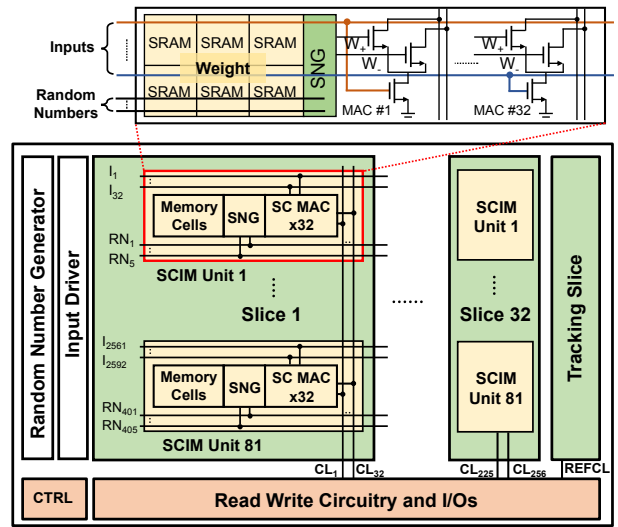 Inputs
Random
Numbers
SRAM SRAM SRAM
Weight
SRAM SRAM SRAM
SNG
W+
W-
MAC #1
W+
W-
MAC #32
Random Number Generator
Input Driver
I1
I32
Memory
Cells
SNG
SC MAC
x32
RN1
RN5
SCIM Unit 1
Slice 1
I2561
I2592
Memory
Cells
SNG
SC MAC
x32
RN401
RN405
SCIM Unit 81
CL1
CL32
SCIM
Unit 1
Slice 32
SCIM
Unit 81
CL225
CL256
Tracking Slice
REFCL
CTRL
Read Write Circuitry and I/Os